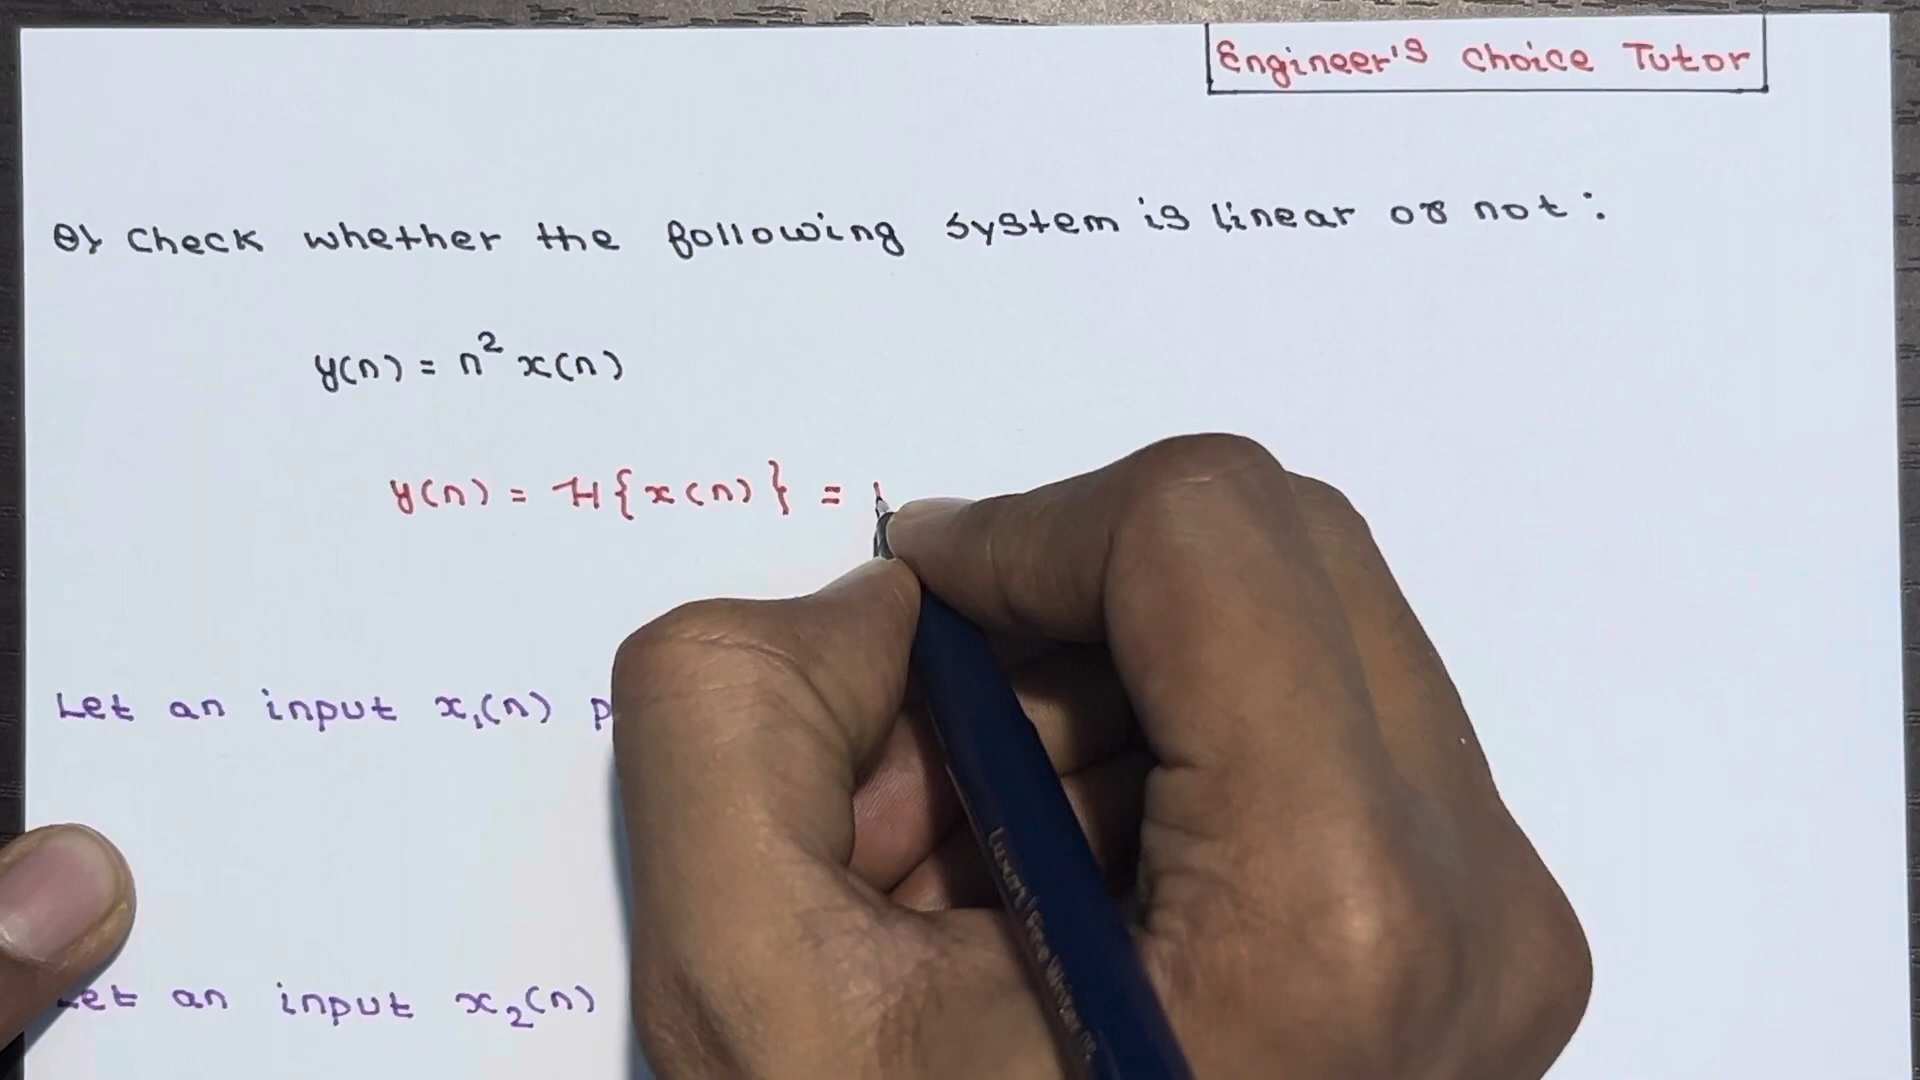 Engineer's Choice Tutor
Q) Check whether the following system is linear or not :
y(n) = n² x(n)
y(n) = H{x(n)} =
Let an input x₁(n)
Let an input x₂(n)